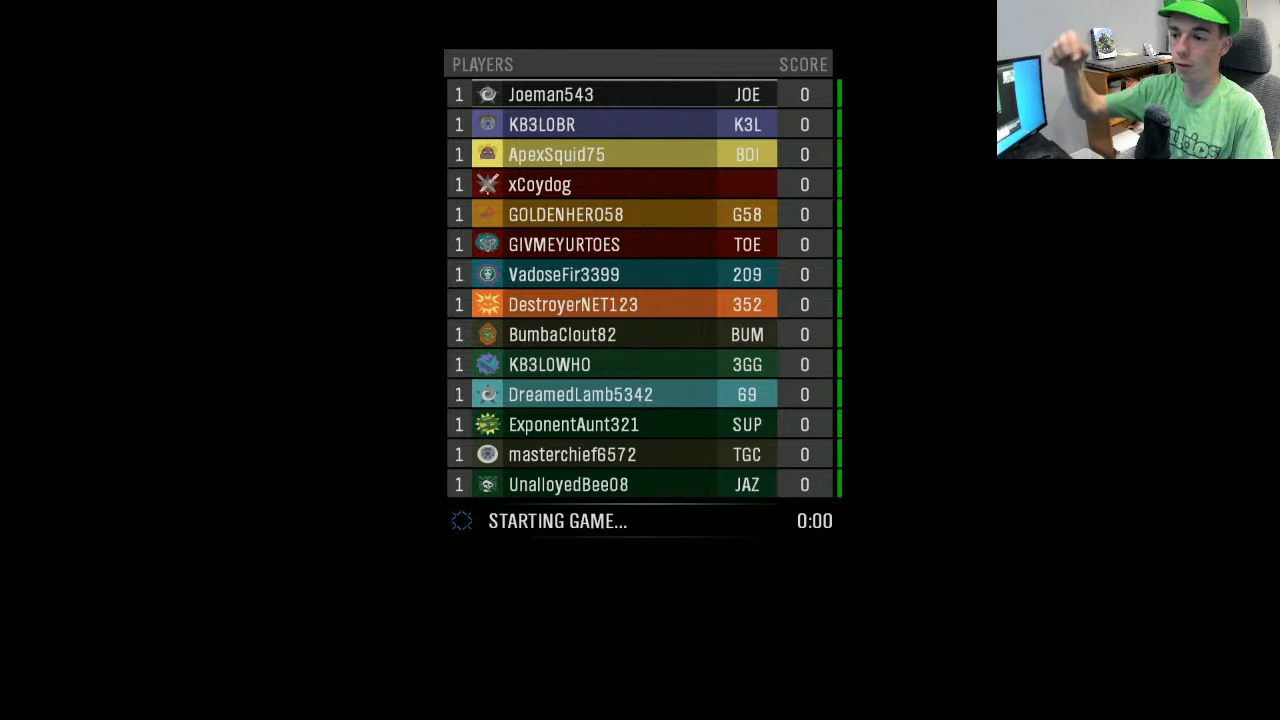 PLAYERS SCORE
1 Joeman543 JOE 0
1 KB3LOBR K3L 0
1 ApexSquid75 BOI 0
1 xCoydog 0
1 GOLDENHERO58 G58 0
1 GIVMEYURTOES TOE 0
1 VadoseFir3399 209 0
1 DestroyerNET123 352 0
1 BumbaClout82 BUM 0
1 KB3LOWHO 3GG 0
1 DreamedLamb5342 69 0
1 ExponentAunt321 SUP 0
1 masterchief6572 TGC 0
1 UnalloyedBee08 JAZ 0
STARTING GAME... 0:00